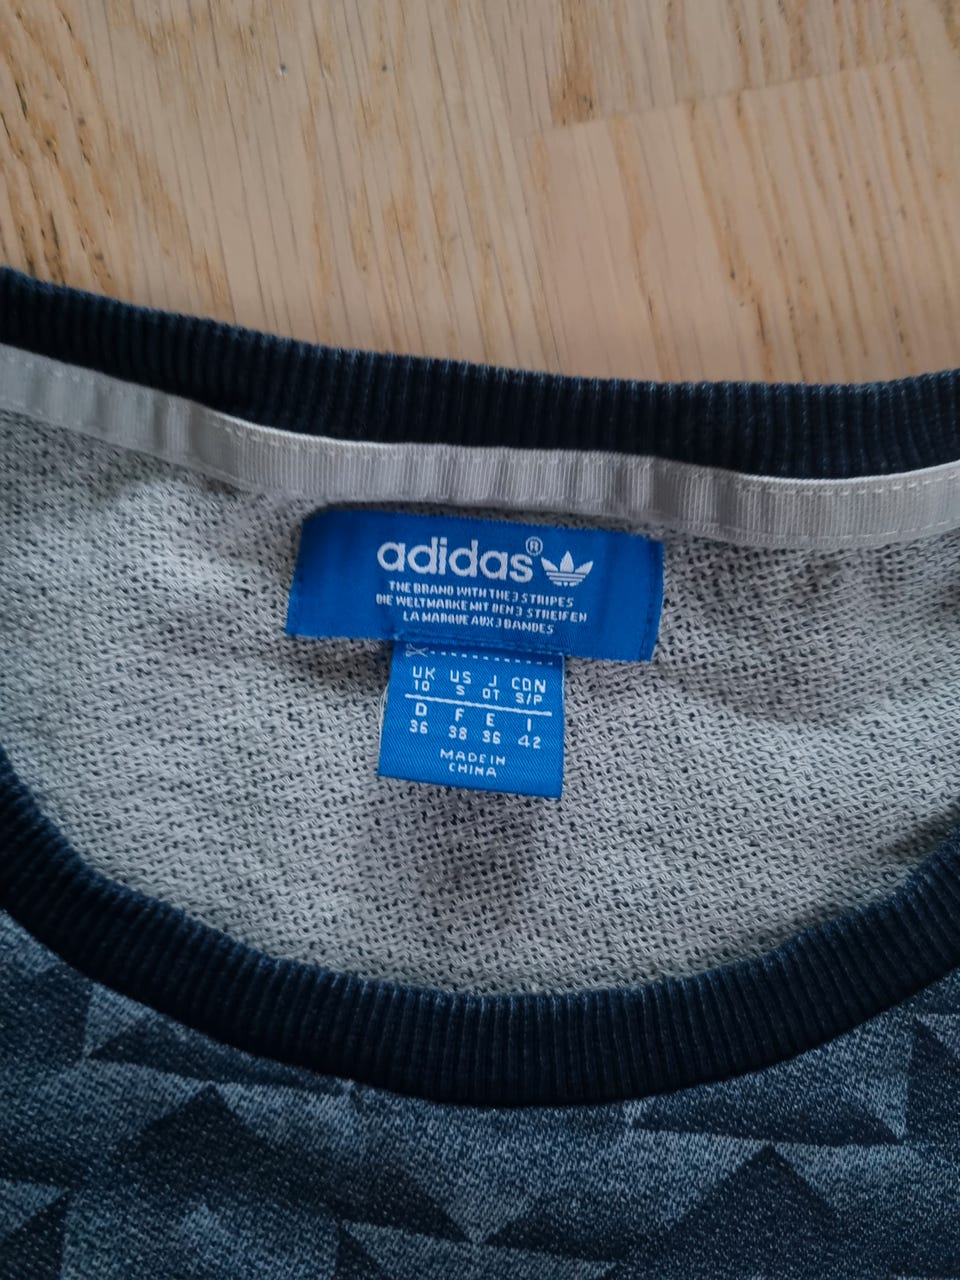 adidas®
THE BRAND WITH THE 3 STRIPES
DIE WELTMARKE MIT DEN 3 STREIFEN
LA MARQUE AUX 3 BANDES
UK US J CDN
10 S OT S/P
D F E I
36 38 36 42
MADE IN
CHINA